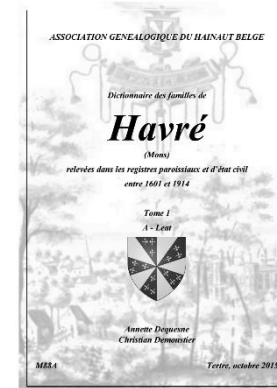 ASSOCIATION GENEALOGIQUE DU HAINAUT BELGE
Dictionnaire des familles de
Havré
(Mons)
relevées dans les registres paroissiaux et d'état civil
entre 1601 et 1914
Tome 1
A - Leat
Annette Dequesne
Christian Demoustier
M88A
Tertre, octobre 2019